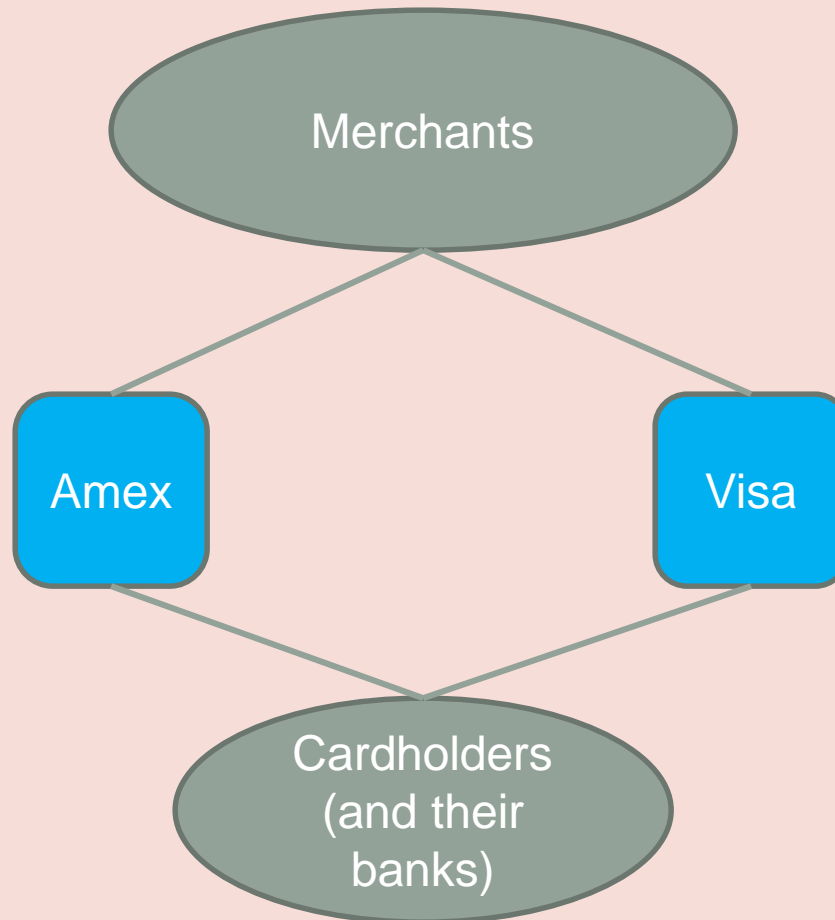 Merchants
Amex
Visa
Cardholders
(and their
banks)